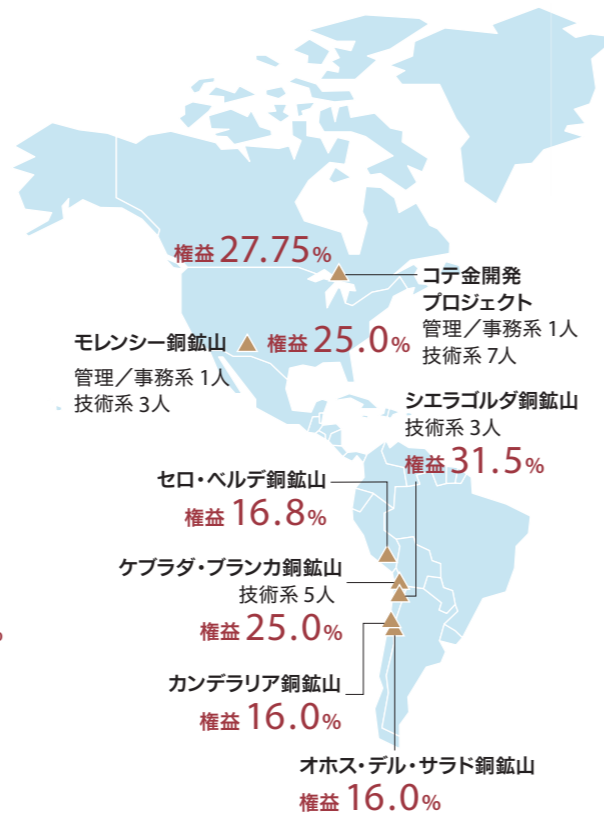 権益 27.75%
コテ金開発
プロジェクト
管理／事務系 1人
技術系 7人
モレンシー銅鉱山
権益 25.0%
管理／事務系 1人
技術系 3人
シエラゴルダ銅鉱山
技術系 3人
権益 31.5%
セロ・ベルデ銅鉱山
権益 16.8%
ケブラダ・ブランカ銅鉱山
技術系 5人
権益 25.0%
%
カンデラリア銅鉱山
権益 16.0%
オホス・デル・サラド銅鉱山
権益 16.0%